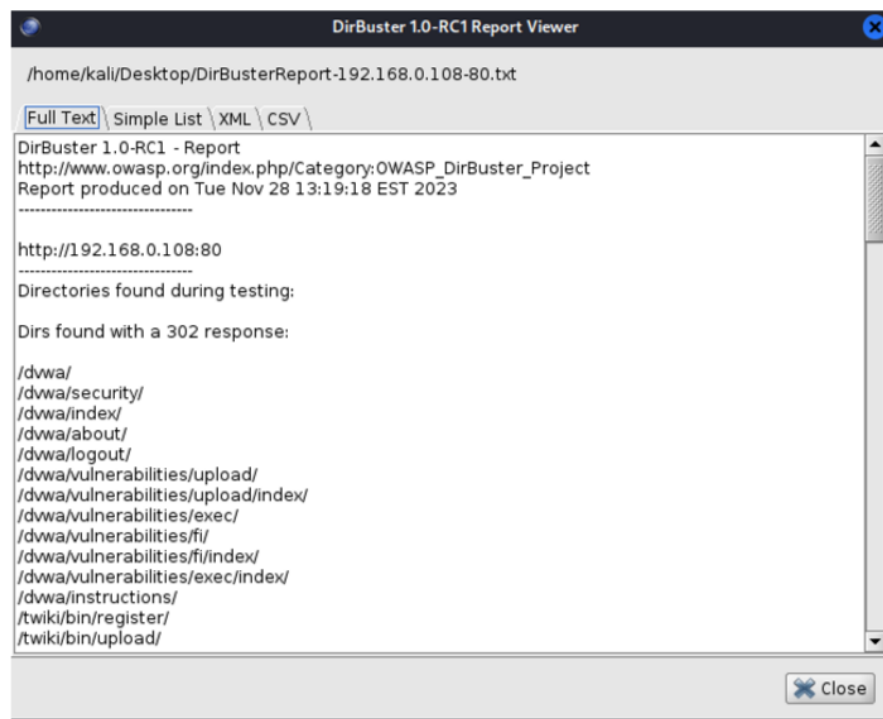 DirBuster 1.0-RC1 Report Viewer
/home/kali/Desktop/DirBusterReport-192.168.0.108-80.txt
Full Text Simple List XML CSV
DirBuster 1.0-RC1 - Report
http://www.owasp.org/index.php/Category:OWASP_DirBuster_Project
Report produced on Tue Nov 28 13:19:18 EST 2023
--------------------------------
http://192.168.0.108:80
--------------------------------
Directories found during testing:
Dirs found with a 302 response:
/dvwa/
/dvwa/security/
/dvwa/index/
/dvwa/about/
/dvwa/logout/
/dvwa/vulnerabilities/upload/
/dvwa/vulnerabilities/upload/index/
/dvwa/vulnerabilities/exec/
/dvwa/vulnerabilities/fi/
/dvwa/vulnerabilities/fi/index/
/dvwa/vulnerabilities/exec/index/
/dvwa/instructions/
/twiki/bin/register/
/twiki/bin/upload/
Close